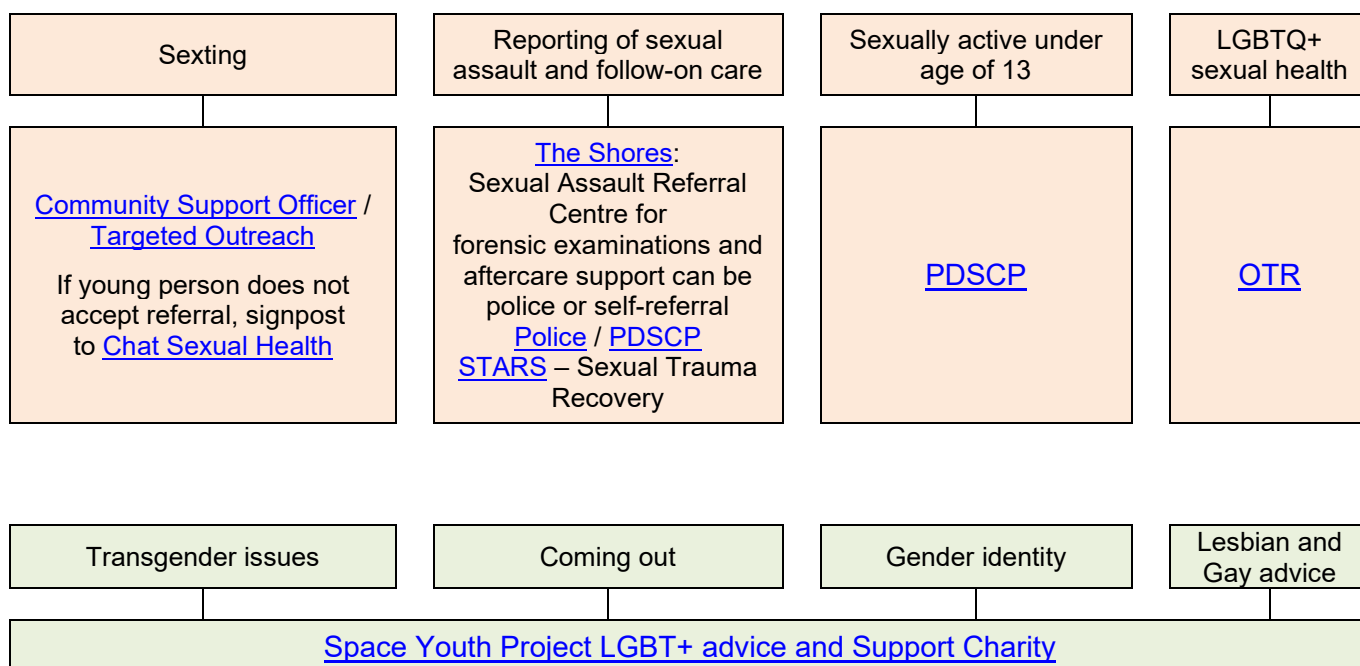 Sexting
Reporting of sexual
assault and follow-on care
Sexually active under
age of 13
LGBTQ+
sexual health
Community Support Officer /
Targeted Outreach
If young person does not
accept referral, signpost
to Chat Sexual Health
The Shores:
Sexual Assault Referral
Centre for
forensic examinations and
aftercare support can be
police or self-referral
Police / PDSCP
STARS – Sexual Trauma
Recovery
PDSCP
OTR
Transgender issues
Coming out
Gender identity
Lesbian and
Gay advice
Space Youth Project LGBT+ advice and Support Charity